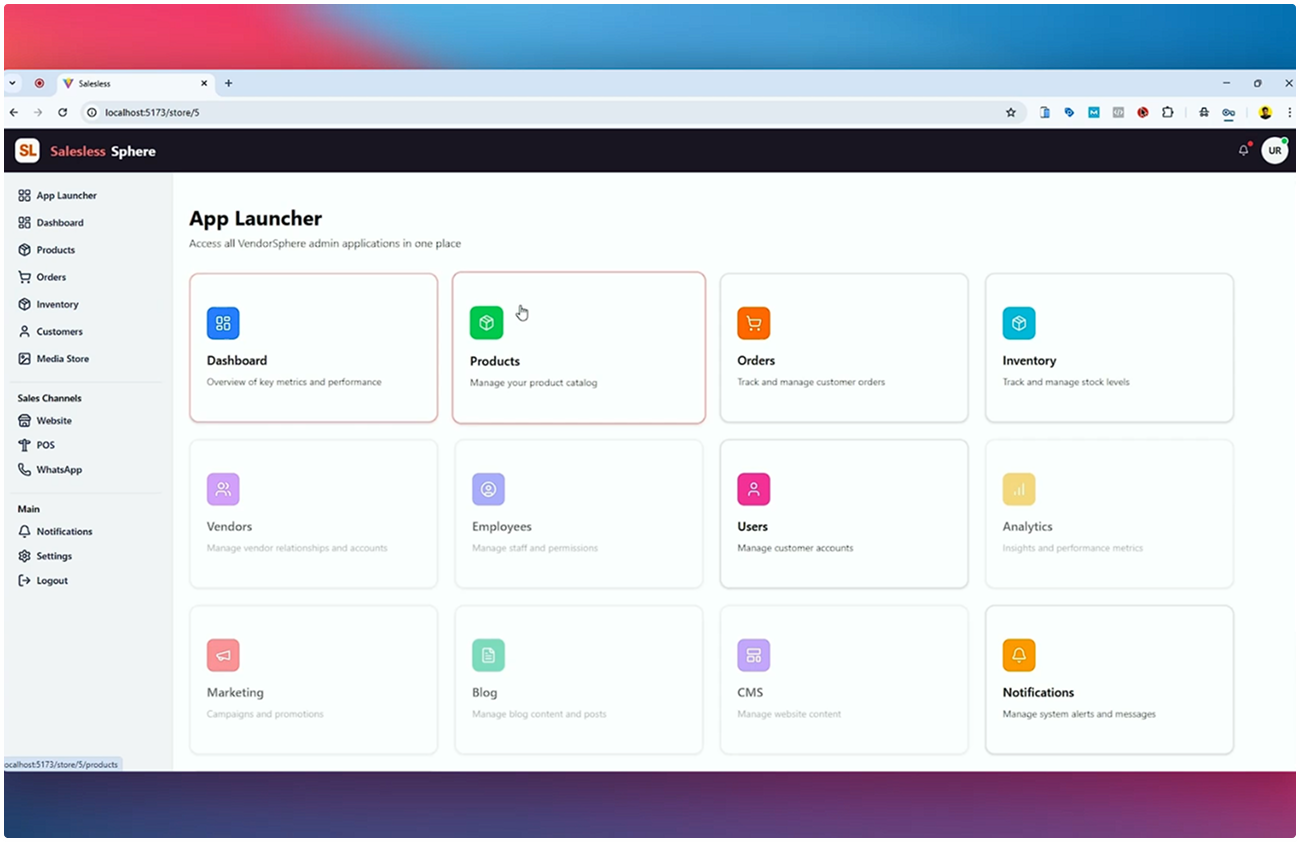 Salesless
localhost:5173/store/5
SL Salesless Sphere
UR
App Launcher
Dashboard
Products
Orders
Inventory
Customers
Media Store
Sales Channels
Website
POS
WhatsApp
Main
Notifications
Settings
Logout
App Launcher
Access all VendorSphere admin applications in one place
Dashboard
Overview of key metrics and performance
Products
Manage your product catalog
Orders
Track and manage customer orders
Inventory
Track and manage stock levels
Vendors
Manage vendor relationships and accounts
Employees
Manage staff and permissions
Users
Manage customer accounts
Analytics
Insights and performance metrics
Marketing
Campaigns and promotions
Blog
Manage blog content and posts
CMS
Manage website content
Notifications
Manage system alerts and messages
ocalhost:5173/store/5/products